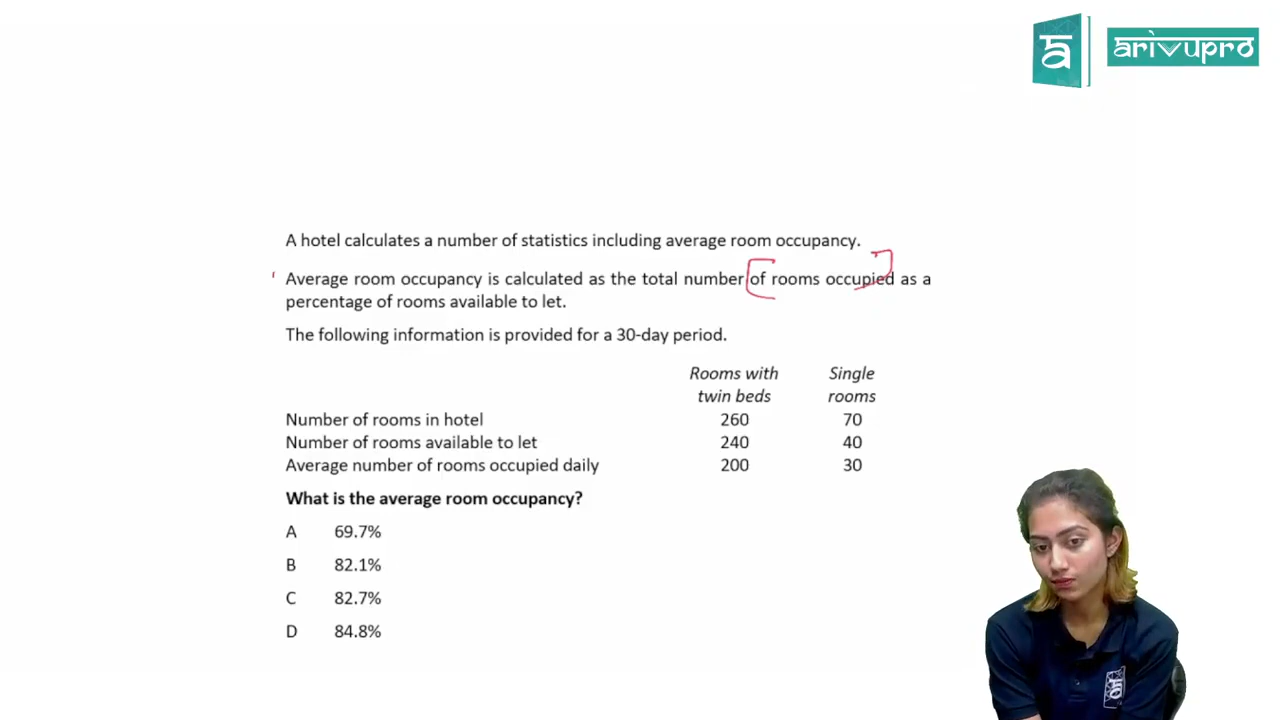 arivupro
A hotel calculates a number of statistics including average room occupancy.
Average room occupancy is calculated as the total number of rooms occupied as a
percentage of rooms available to let.
The following information is provided for a 30-day period.
Rooms with Single
twin beds rooms
Number of rooms in hotel 260 70
Number of rooms available to let 240 40
Average number of rooms occupied daily 200 30
What is the average room occupancy?
A 69.7%
B 82.1%
C 82.7%
D 84.8%